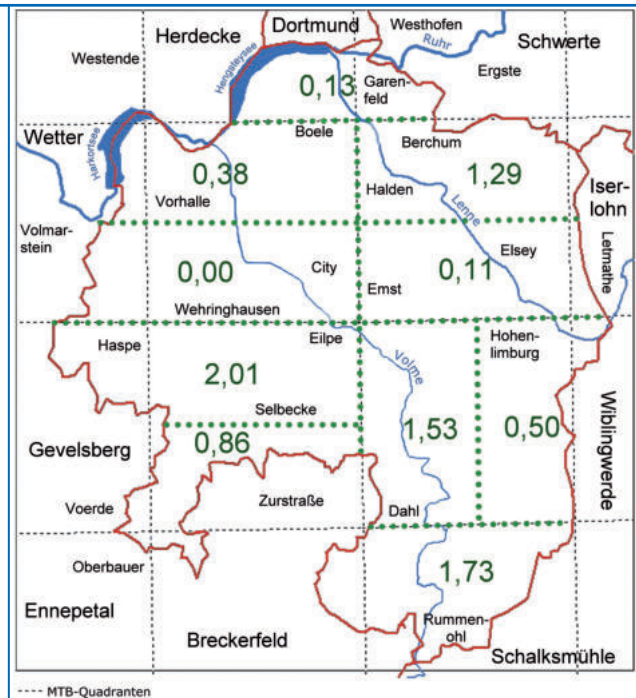 Dortmund
Herdecke
Westhofen
Schwerte
Westende
Hengsteysee
Ruhr
Ergste
0,13
Garen-
feld
Wetter
Harkortsee
Boele
Berchum
0,38
1,29
Iser-
lohn
Vorhalle
Halden
Lenne
Volmar-
stein
Letmathe
0,00
City
Elsey
0,11
Emst
Wehringhausen
Haspe
Eilpe
Hohen-
limburg
Volme
2,01
Selbecke
1,53
0,50
Wiblingwerde
Gevelsberg
0,86
Zurstraße
Voerde
Dahl
Oberbauer
1,73
Ennepetal
Rummen-
ohl
Breckerfeld
Schalksmühle
---- MTB-Quadranten